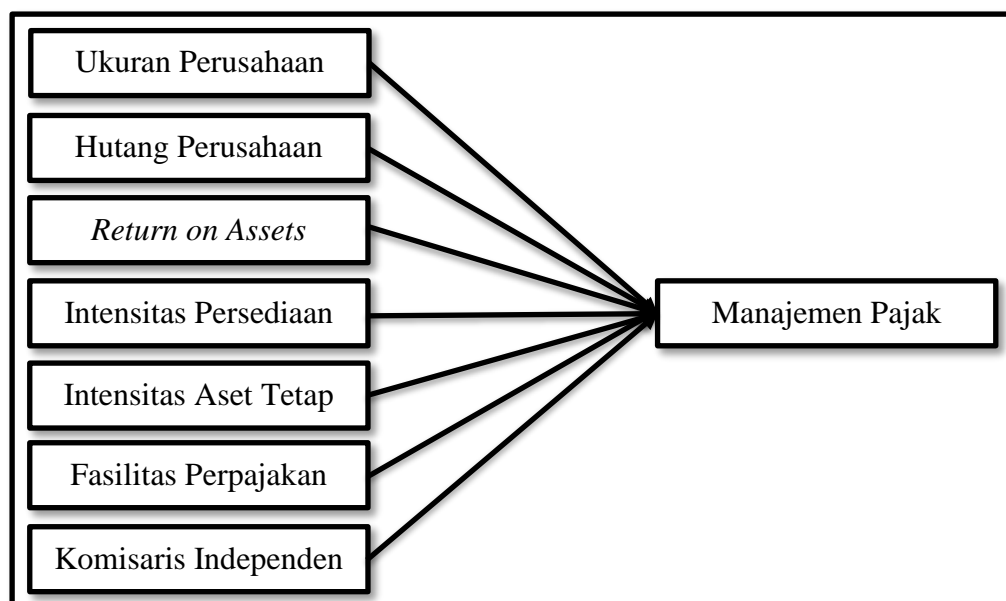 Ukuran Perusahaan
Hutang Perusahaan
Return on Assets
Intensitas Persediaan
Manajemen Pajak
Intensitas Aset Tetap
Fasilitas Perpajakan
Komisaris Independen